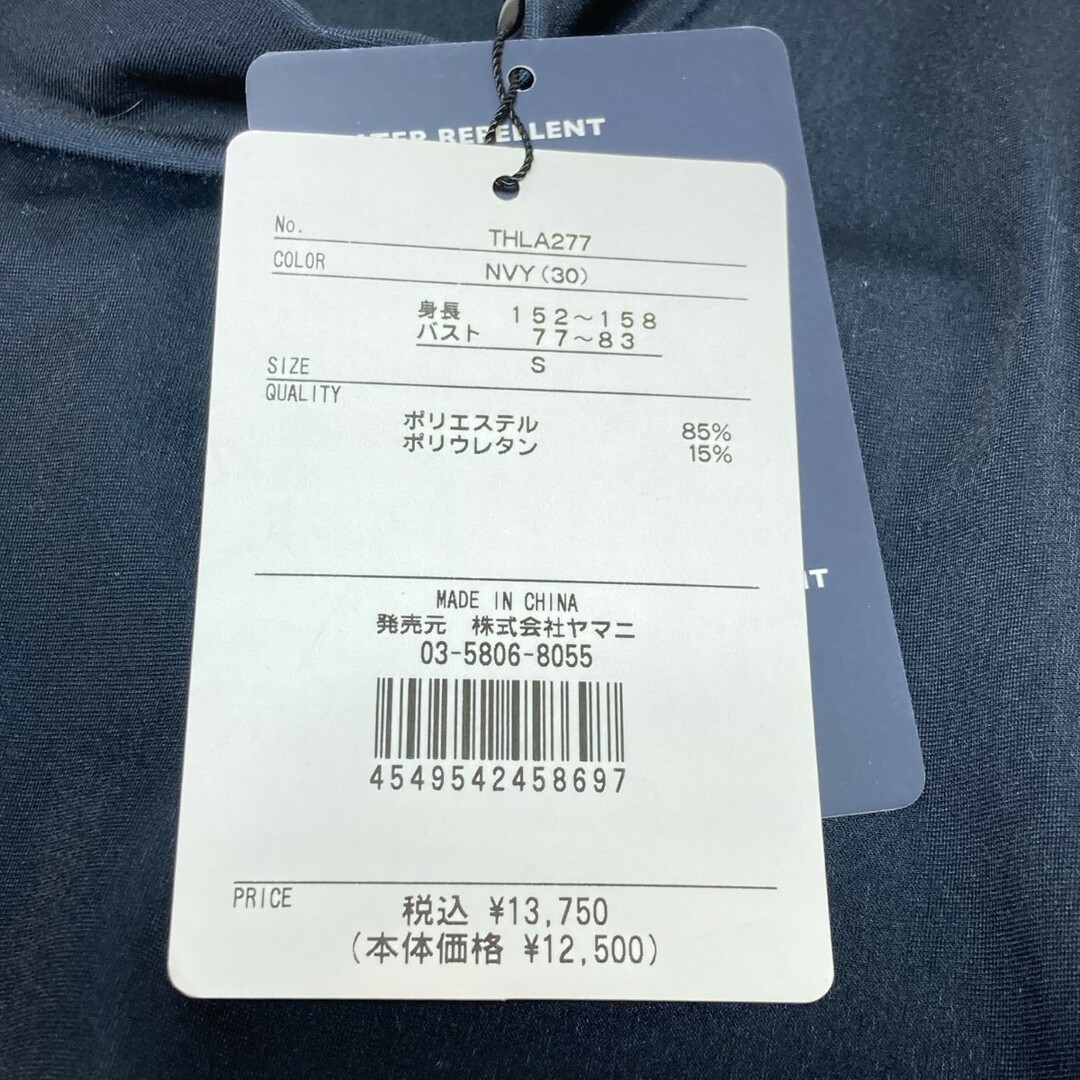 REPELLENT
No. THLA277
COLOR NVY(30)
身長 152~158
バスト 77~83
SIZE S
QUALITY
ポリエステル 85%
ポリウレタン 15%
MADE IN CHINA
発売元 株式会社ヤマニ
03-5806-8055
4549542458697
PRICE
税込 ¥13,750
(本体価格 ¥12,500)